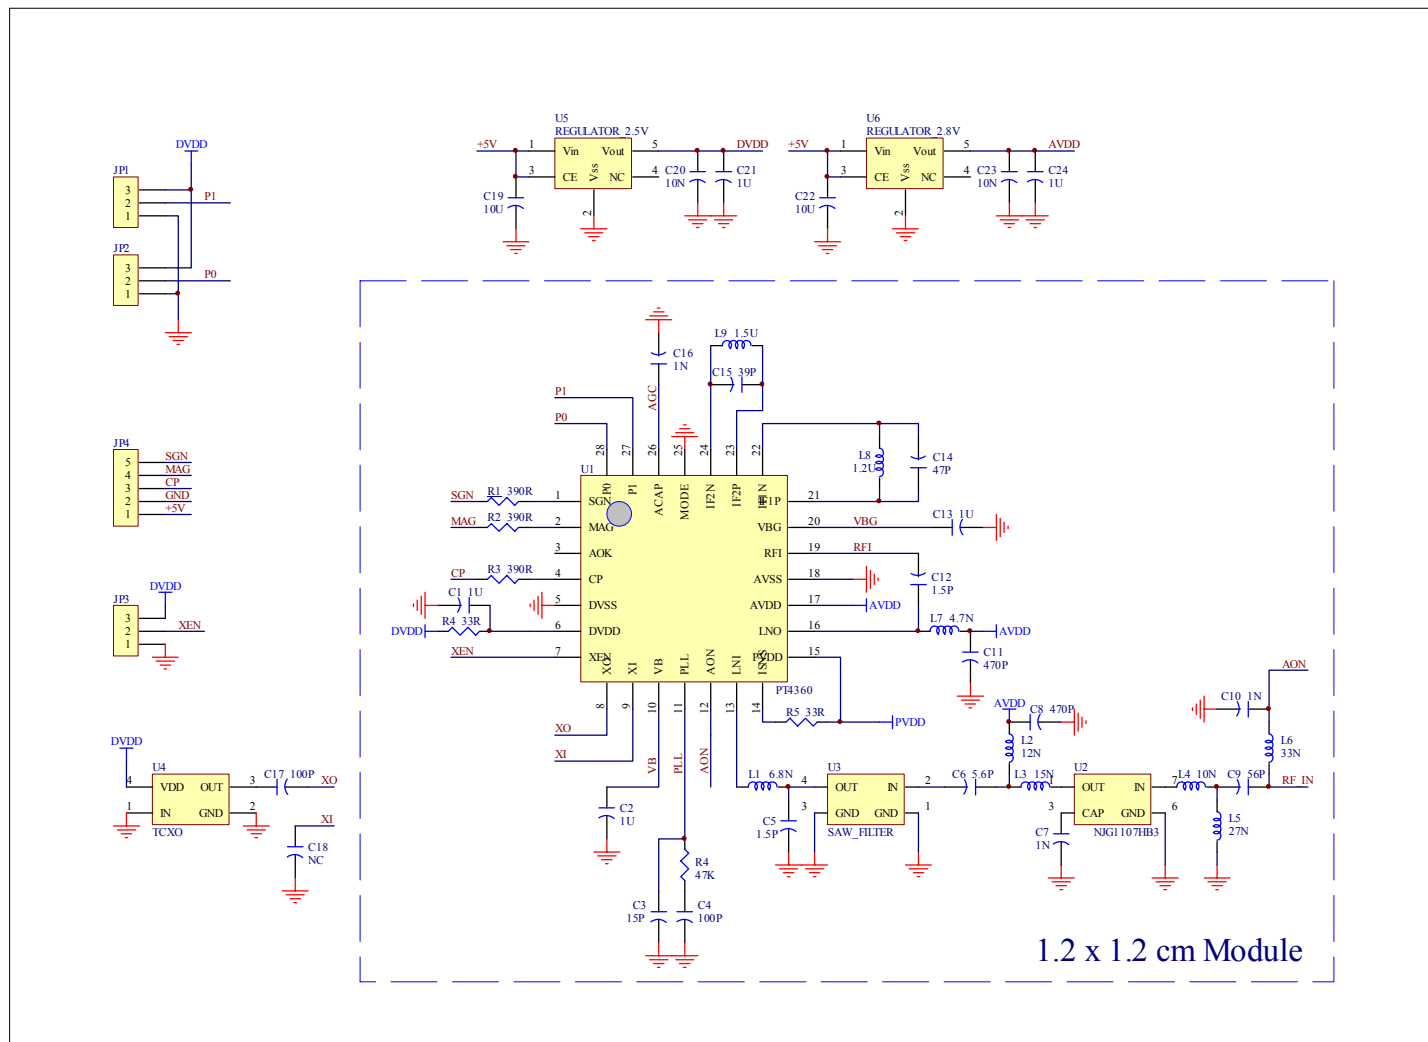 U5
REGULATOR_2.5V
+5V
1
Vin
Vout
5
DVDD
3
CE
Vss
NC
4
2
C19
10U
C20
10N
C21
1U
U6
REGULATOR_2.8V
+5V
1
Vin
Vout
5
AVDD
3
CE
Vss
NC
4
2
C22
10U
C23
10N
C24
1U
DVDD
JP1
3
2
1
P1
JP2
3
2
1
P0
JP4
5
SGN
4
MAG
3
CP
2
GND
1
+5V
DVDD
JP3
3
2
1
XEN
DVDD
U4
4
VDD
OUT
3
1
IN
GND
2
TCXO
C17 100P
XO
XI
C18
NC
C16
1N
AGC
L9 1.5U
C15 39P
P1
P0
28
27
26
25
24
23
22
U1
P0
P1
ACAP
MODE
IF2N
IF2P
IF1N
IF1P
21
L8
1.2U
C14
47P
SGN
R1 390R
1
SGN
MAG
R2 390R
2
MAG
3
AOK
CP
R3 390R
4
CP
C1 1U
5
DVSS
DVDD
R4 33R
6
DVDD
XEN
7
XEN
VBG
20
VBG
C13 1U
RFI
19
RFI
AVSS
18
C12
1.5P
AVDD
17
AVDD
LNO
16
L7 4.7N
AVDD
PVDD
15
C11
470P
XO
XI
VB
PLL
AON
LNI
ISNS
PT4360
8
9
10
11
12
13
14
R5 33R
PVDD
XO
XI
VB
PLL
AON
C2
1U
R4
47K
C3
15P
C4
100P
L1 6.8N
C5
1.5P
U3
4
OUT
IN
2
3
GND
GND
1
SAW_FILTER
C6 5.6P
AVDD
C8 470P
L2
12N
L3 15N
U2
1
OUT
IN
7
3
CAP
GND
6
NJG1107HB3
C7
1N
L4 10N
C9 56P
RF_IN
L5
27N
L6
33N
C10 1N
AON
1.2 x 1.2 cm Module